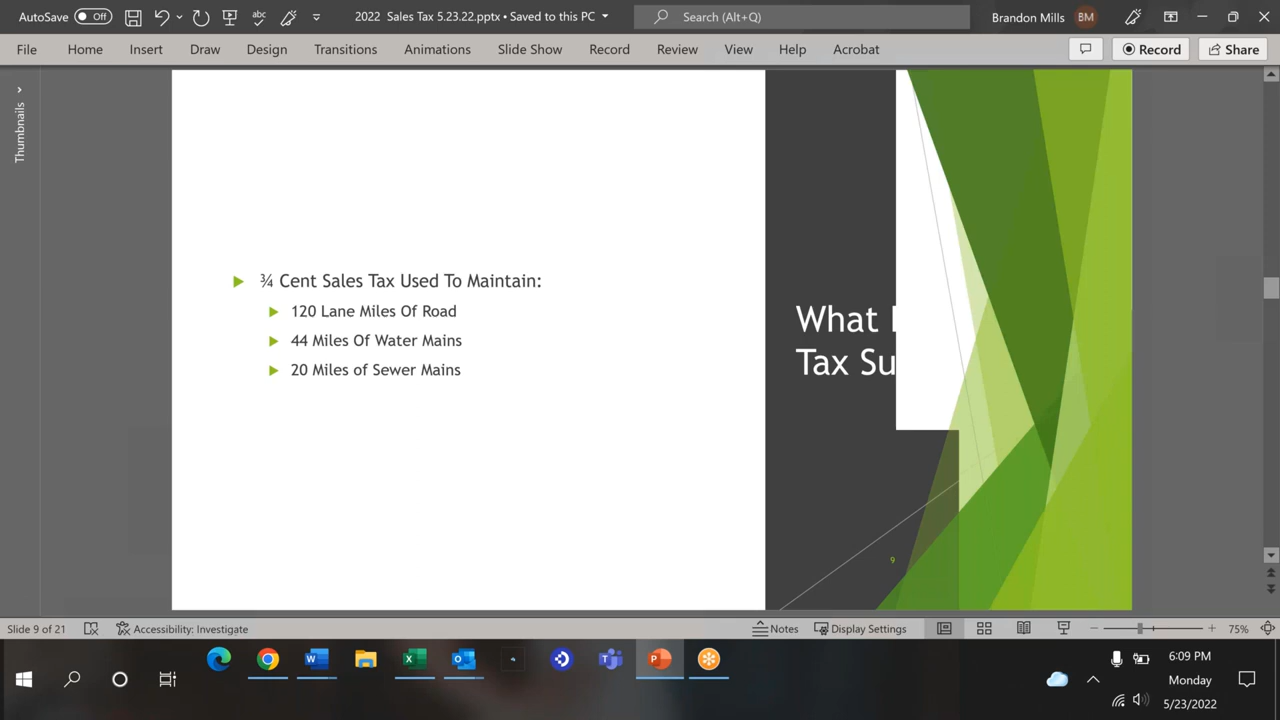 AutoSave Off abc 2022 Sales Tax 5.23.22.pptx • Saved to this PC Search (Alt+Q) Brandon Mills BM
File Home Insert Draw Design Transitions Animations Slide Show Record Review View Help Acrobat Record Share
Thumbnails
¾ Cent Sales Tax Used To Maintain:
120 Lane Miles Of Road
44 Miles Of Water Mains
20 Miles of Sewer Mains
What
Tax Su
9
Slide 9 of 21 Accessibility: Investigate Notes Display Settings 75%
6:09 PM
Monday
5/23/2022